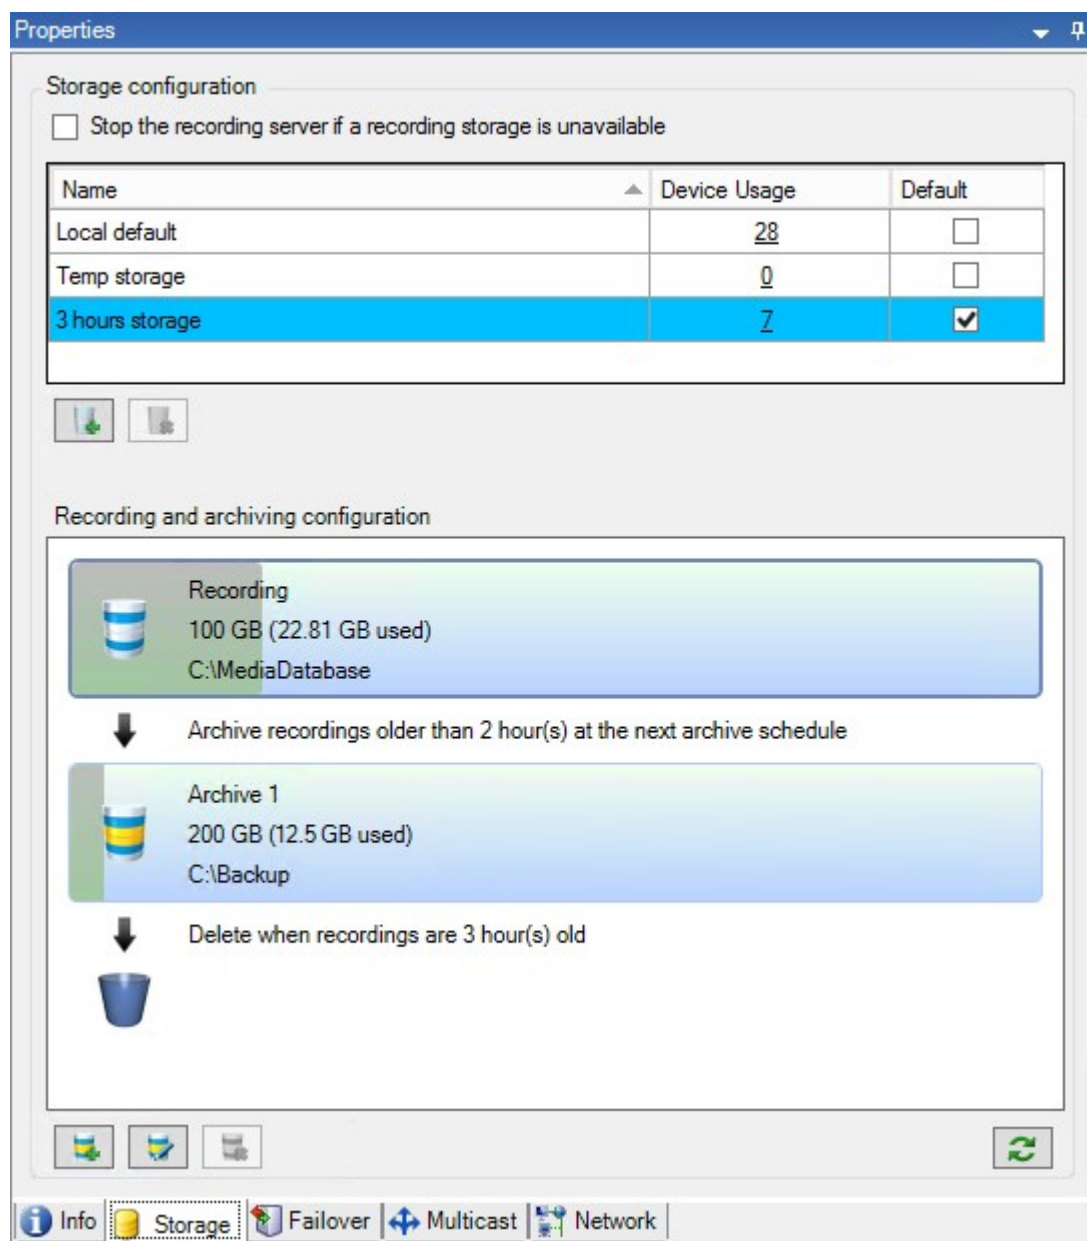 Properties
Storage configuration
Stop the recording server if a recording storage is unavailable
Name Device Usage Default
Local default 28
Temp storage 0
3 hours storage 7
Recording and archiving configuration
Recording
100 GB (22.81 GB used)
C:\MediaDatabase
Archive recordings older than 2 hour(s) at the next archive schedule
Archive 1
200 GB (12.5 GB used)
C:\Backup
Delete when recordings are 3 hour(s) old
Info Storage Failover Multicast Network